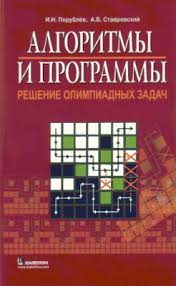 И.Н. Порублёв, А.Б. Ставровский
АЛГОРИТМЫ
И ПРОГРАММЫ
РЕШЕНИЕ ОЛИМПИАДНЫХ ЗАДАЧ